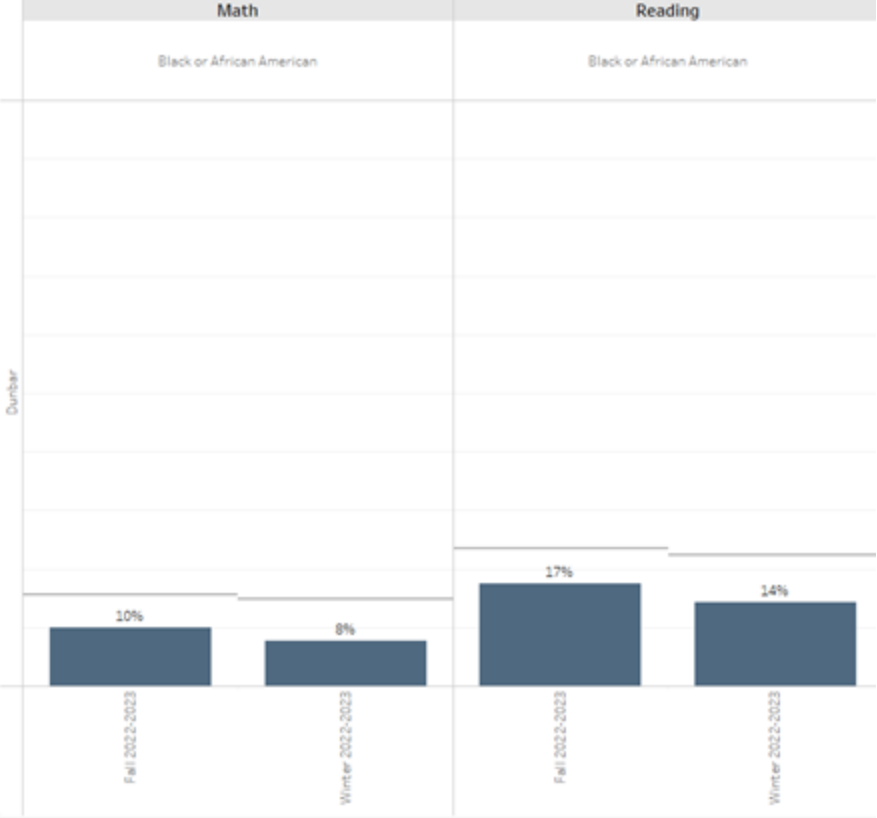 Math
Reading
Black or African American
Black or African American
Dunbar
10%
8%
17%
14%
Fall 2022-2023
Winter 2022-2023
Fall 2022-2023
Winter 2022-2023